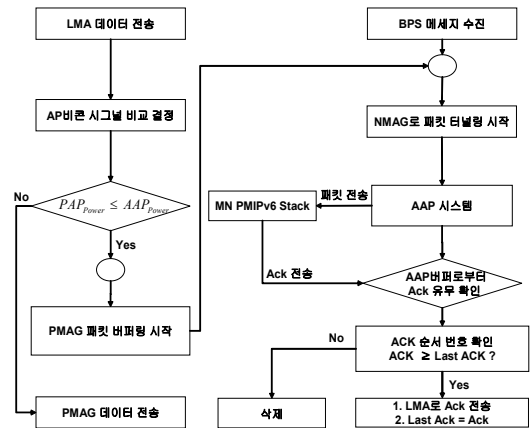 LMA 데이터 전송
AP비콘 시그널 비교 결정
No
PAP_Power ≤ AAP_Power
Yes
PMAG 패킷 버퍼링 시작
PMAG 데이터 전송
BPS 메세지 수진
NMAG로 패킷 터널링 시작
패킷 전송
MN PMIPv6 Stack
AAP 시스템
Ack 전송
AAP버퍼로부터
Ack 유무 확인
No
ACK 순서 번호 확인
ACK ≥ Last ACK ?
Yes
삭제
1. LMA로 Ack 전송
2. Last Ack = Ack